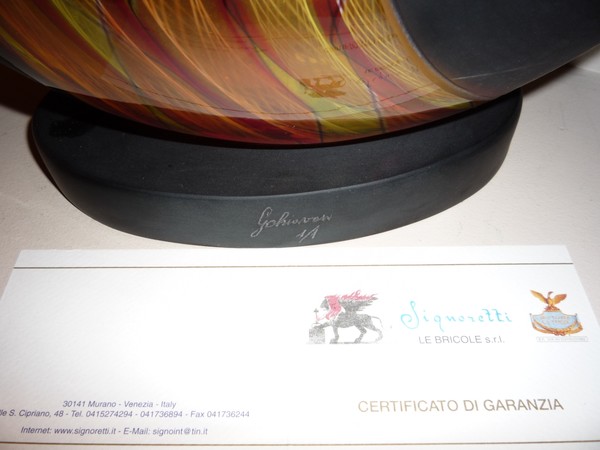 1/1
Signoretti
LE BRICOLE s.r.l.
CERTIFICATO DI GARANZIA
30141 Murano - Venezia - Italy
S. Cipriano, 48 - Tel. 0415274294 - 041736894 - Fax 041736244
Internet: www.signoretti.it - E-Mail: signoint@tin.it